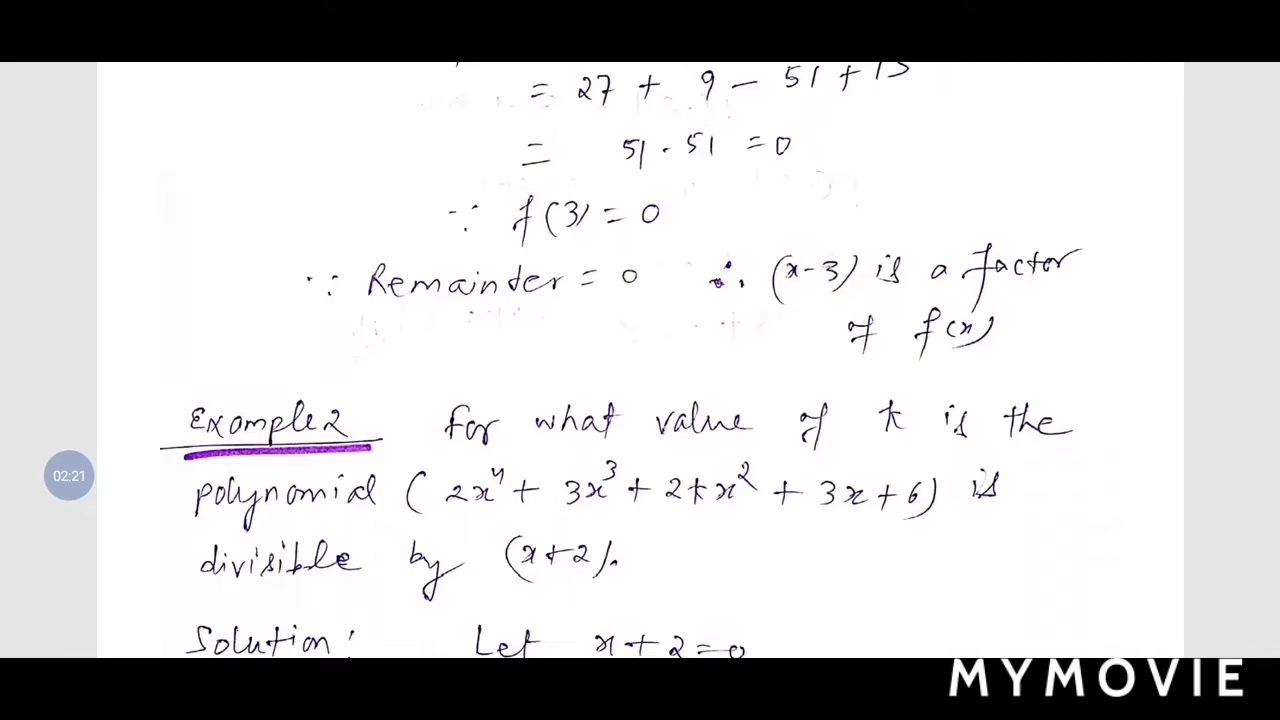 = 27 + 9 - 51 + 15
= 51 - 51 = 0
∵ f(3) = 0
∵ Remainder = 0 ∴ (x-3) is a factor
of f(x)
Example 2 For what value of k is the
polynomial (2x⁴ + 3x³ + 2kx² + 3x + 6) is
02:21
divisible by (x+2).
Solution: Let x + 2 = 0
MYMOVIE